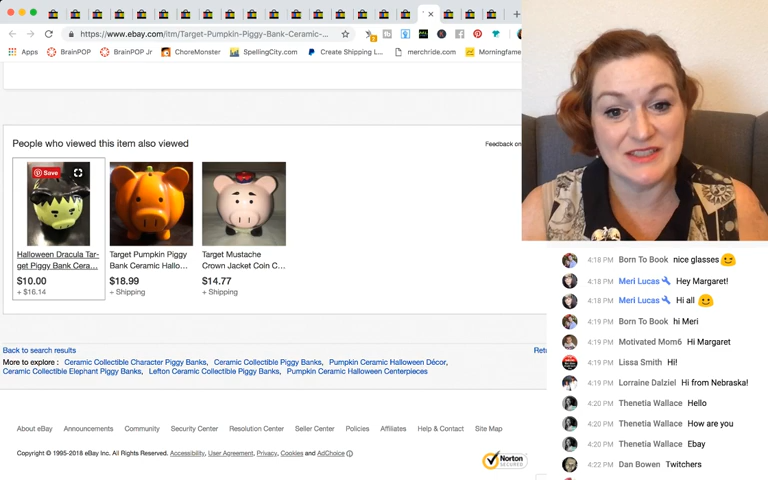 https://www.ebay.com/itm/Target-Pumpkin-Piggy-Bank-Ceramic-...
Apps BrainPOP BrainPOP Jr ChoreMonster SpellingCity.com Create Shipping L... merchride.com Morningfame
People who viewed this item also viewed
Feedback on
Save
Halloween Dracula Tar-
get Piggy Bank Cera...
$10.00
+ $16.14
Target Pumpkin Piggy
Bank Ceramic Hallo...
$18.99
+ Shipping
Target Mustache
Crown Jacket Coin C...
$14.77
+ Shipping
Back to search results
Retu
More to explore : Ceramic Collectible Character Piggy Banks, Ceramic Collectible Piggy Banks, Pumpkin Ceramic Halloween Décor,
Ceramic Collectible Elephant Piggy Banks, Lefton Ceramic Collectible Piggy Banks, Pumpkin Ceramic Halloween Centerpieces
About eBay Announcements Community Security Center Resolution Center Seller Center Policies Affiliates Help & Contact Site Map
Copyright © 1995-2018 eBay Inc. All Rights Reserved. Accessibility, User Agreement, Privacy, Cookies and AdChoice
Norton
SECURED
4:18 PM Born To Book nice glasses
4:18 PM Meri Lucas Hey Margaret!
4:18 PM Meri Lucas Hi all
4:19 PM Born To Book hi Meri
4:19 PM Motivated Mom6 Hi Margaret
4:19 PM Lissa Smith Hi!
4:19 PM Lorraine Dalziel Hi from Nebraska!
4:20 PM Thenetia Wallace Hello
4:20 PM Thenetia Wallace How are you
4:20 PM Thenetia Wallace Ebay
4:22 PM Dan Bowen Twitchers